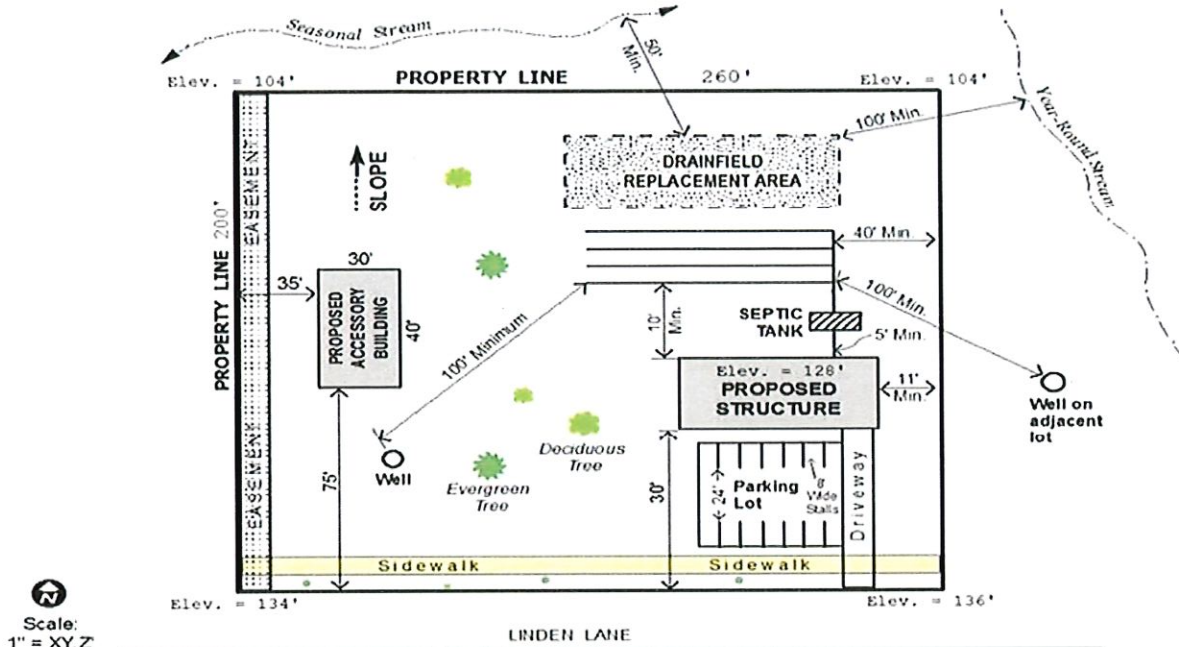 Seasonal Stream
50'
Min.
Elev. = 104'
PROPERTY LINE 260'
Elev. = 104'
100' Min.
Year-Round Stream
EASEMENT
SLOPE
DRAINFIELD
REPLACEMENT AREA
PROPERTY LINE 200'
40' Min.
35'
30'
PROPOSED
ACCESSORY
BUILDING
40'
100' Minimum
10'
Min.
SEPTIC
TANK
100' Min.
5' Min.
Elev. = 128'
PROPOSED
STRUCTURE
11'
Min.
Well on
adjacent
lot
EASEMENT
75'
Well
Deciduous
Tree
Evergreen
Tree
30'
24'
Parking
Lot
8'
Wide
Stalls
Driveway
Sidewalk
Sidewalk
Elev. = 134'
Elev. = 136'
N
Scale:
1" = XY.Z'
LINDEN LANE